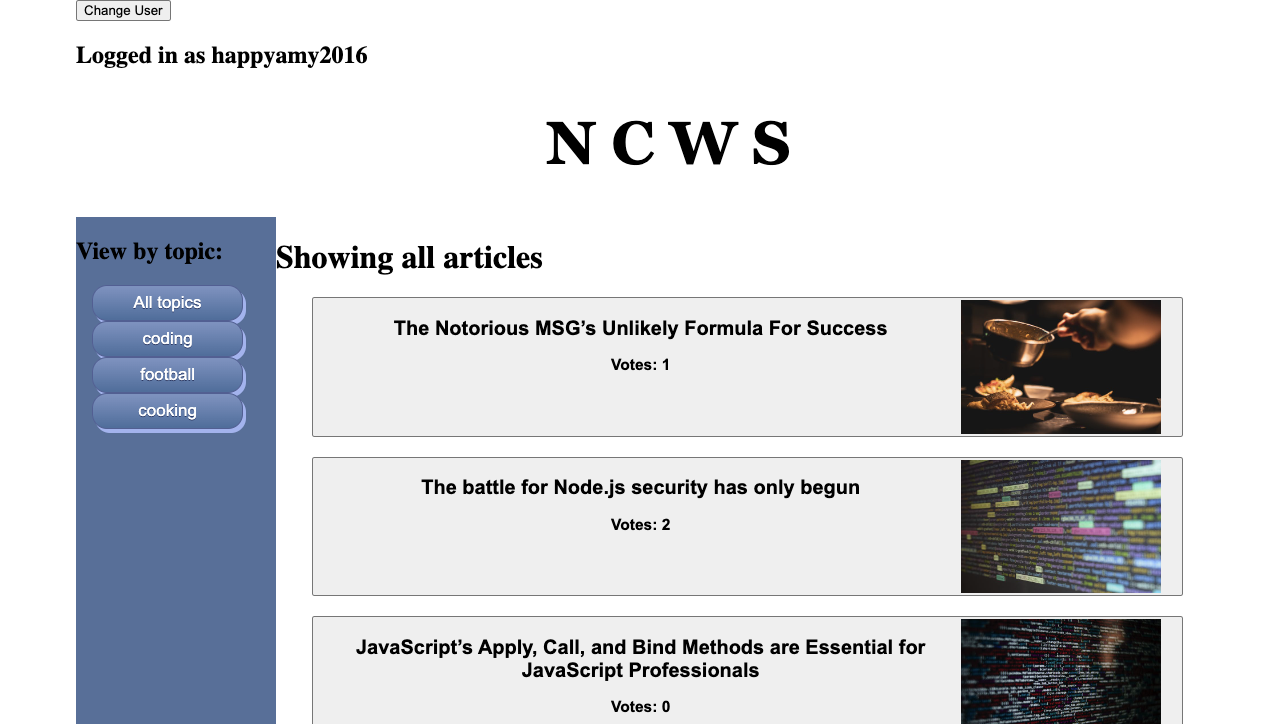 Change User
Logged in as happyamy2016
N C W S
View by topic:
All topics
coding
football
cooking
Showing all articles
The Notorious MSG’s Unlikely Formula For Success
Votes: 1
The battle for Node.js security has only begun
Votes: 2
JavaScript’s Apply, Call, and Bind Methods are Essential for
JavaScript Professionals
Votes: 0